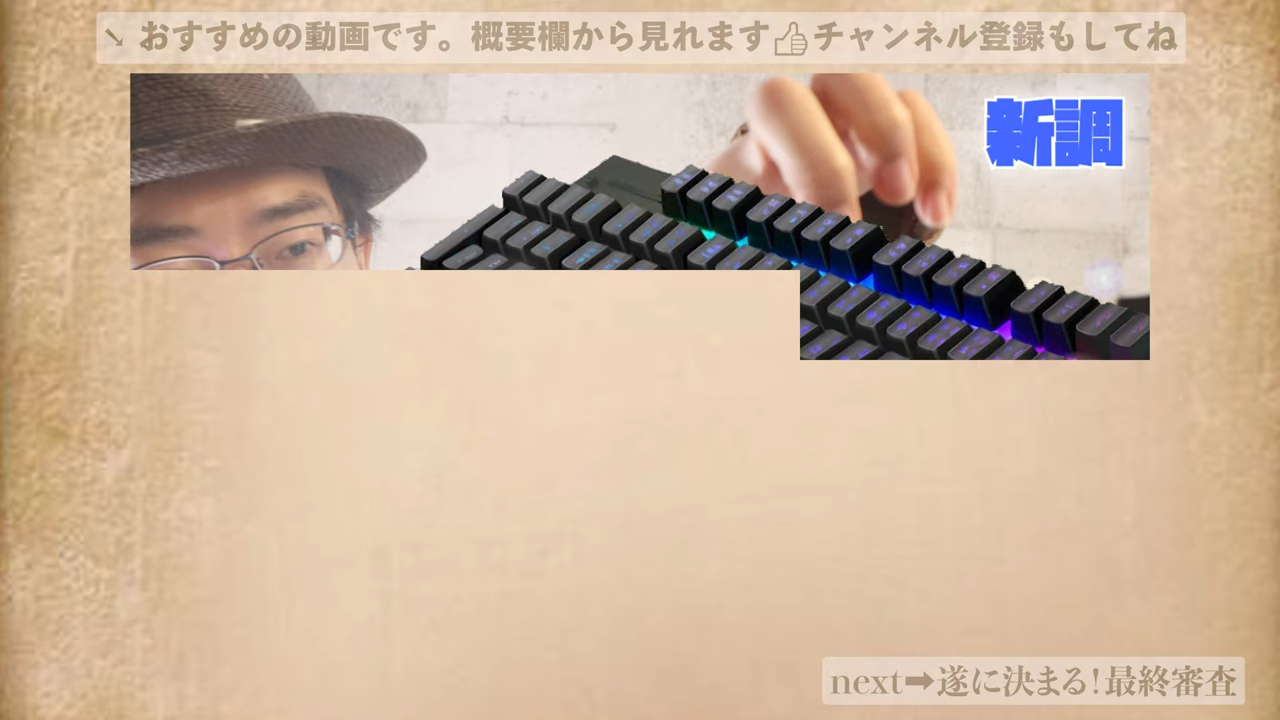 ↘ おすすめの動画です。概要欄から見れます👍チャンネル登録もしてね
新調
next➡遂に決まる!最終審査